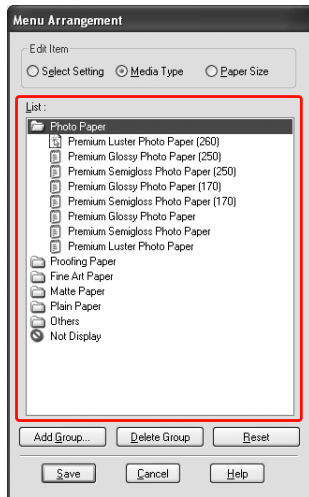 Menu Arrangement
Edit Item
Select Setting Media Type Paper Size
List :
Photo Paper
Premium Luster Photo Paper (260)
Premium Glossy Photo Paper (250)
Premium Semigloss Photo Paper (250)
Premium Glossy Photo Paper (170)
Premium Semigloss Photo Paper (170)
Premium Glossy Photo Paper
Premium Semigloss Photo Paper
Premium Luster Photo Paper
Proofing Paper
Fine Art Paper
Matte Paper
Plain Paper
Others
Not Display
Add Group... Delete Group Reset
Save Cancel Help